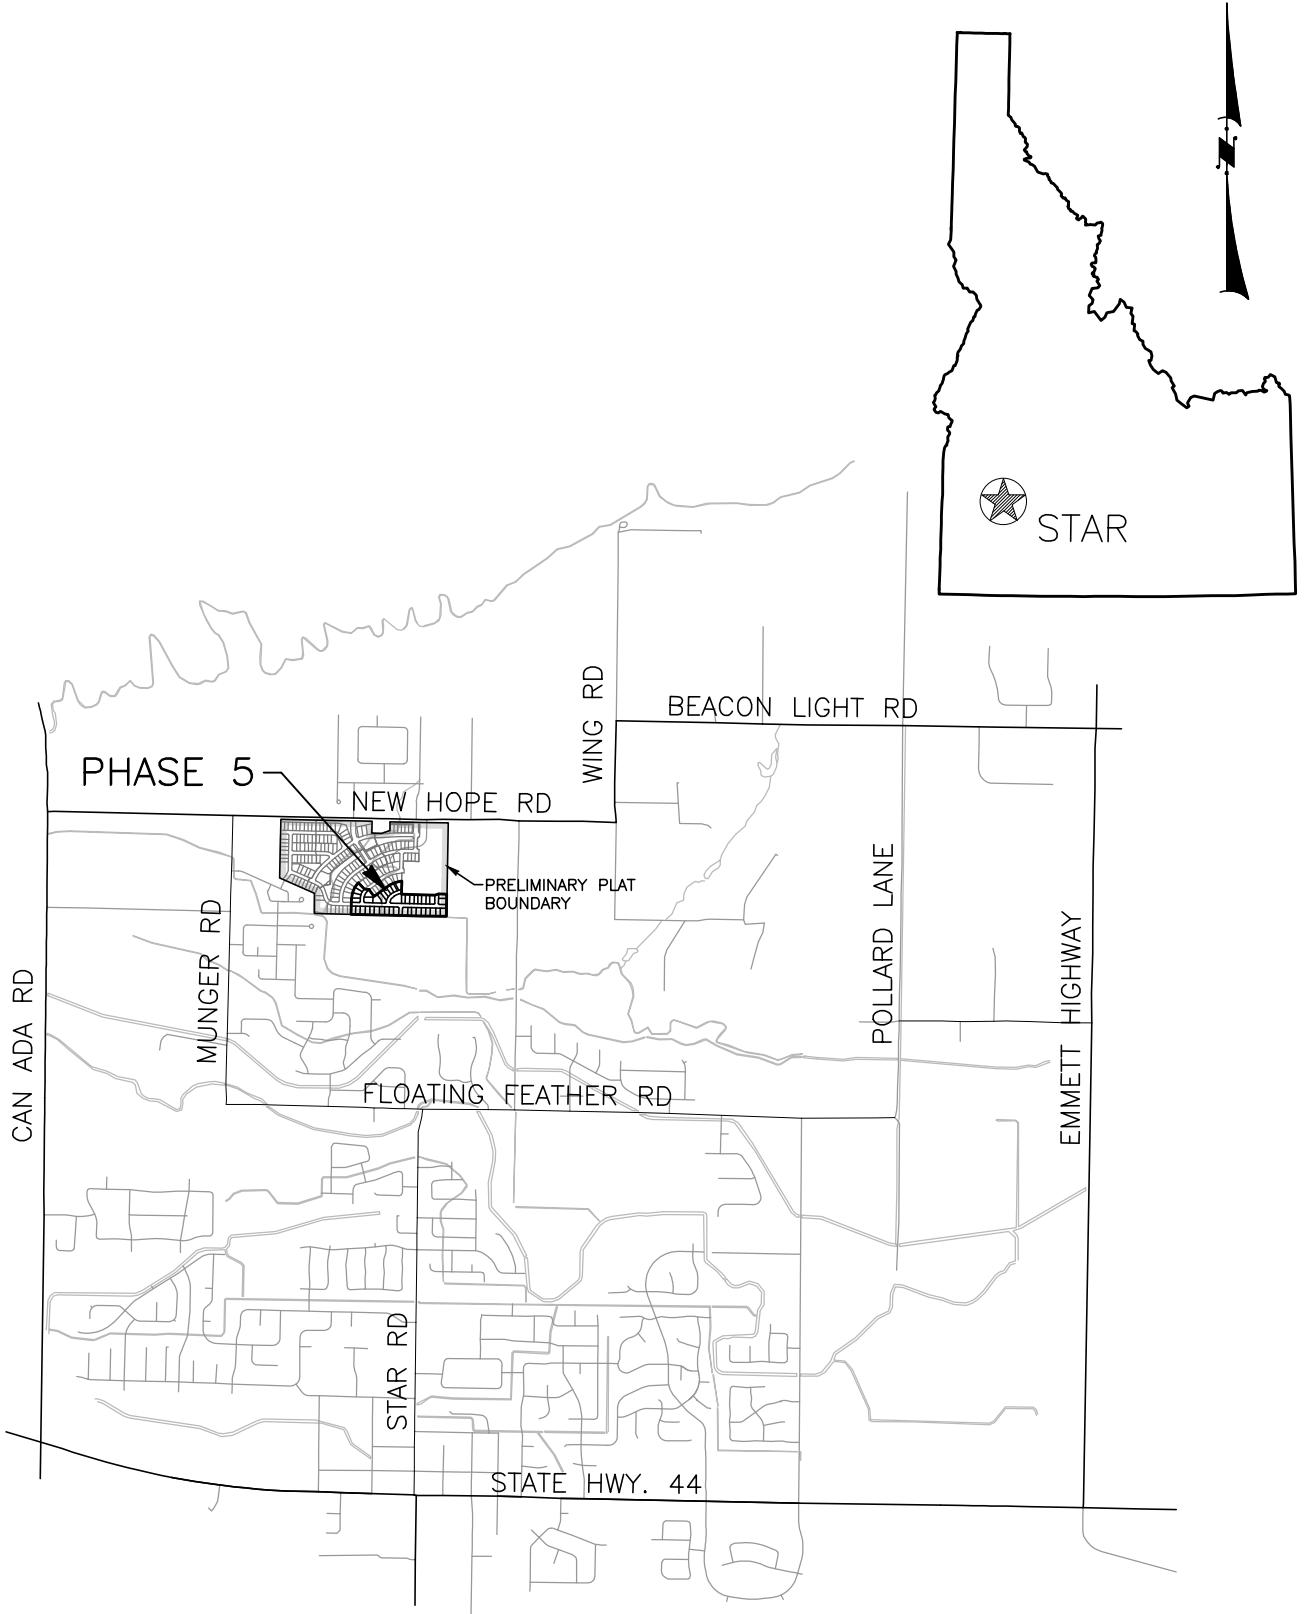 N
STAR
BEACON LIGHT RD
WING RD
PHASE 5
NEW HOPE RD
PRELIMINARY PLAT
BOUNDARY
POLLARD LANE
MUNGER RD
EMMETT HIGHWAY
CAN ADA RD
FLOATING FEATHER RD
STAR RD
STATE HWY. 44